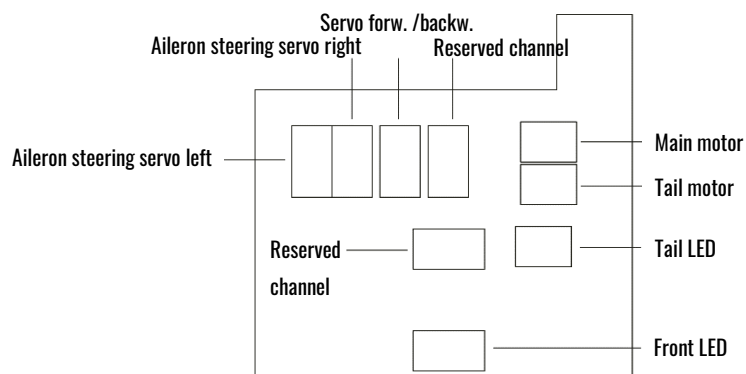 Servo forw. /backw.
Aileron steering servo right
Reserved channel
Aileron steering servo left
Main motor
Tail motor
Reserved
channel
Tail LED
Front LED